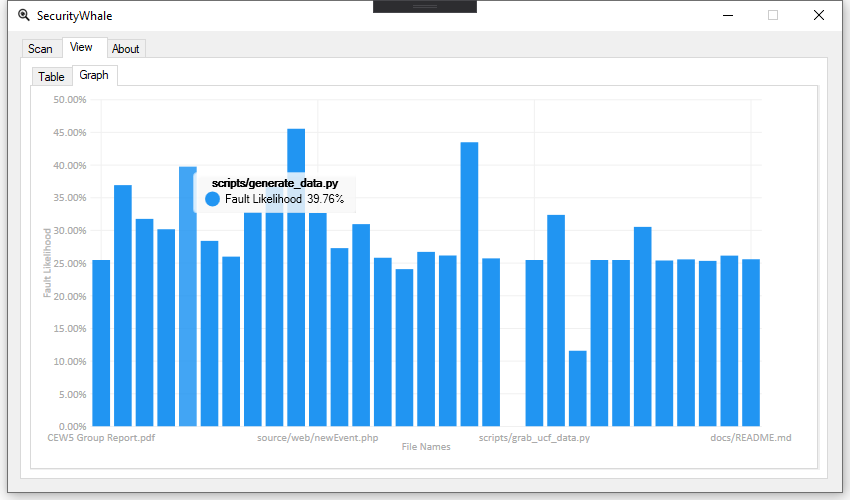 SecurityWhale
Scan View About
Table Graph
50.00%
45.00%
40.00%
35.00%
30.00%
25.00%
20.00%
15.00%
10.00%
5.00%
0.00%
Fault Likelihood
scripts/generate_data.py
Fault Likelihood 39.76%
CEWS Group Report.pdf source/web/newEvent.php scripts/grab_ucf_data.py docs/README.md
File Names